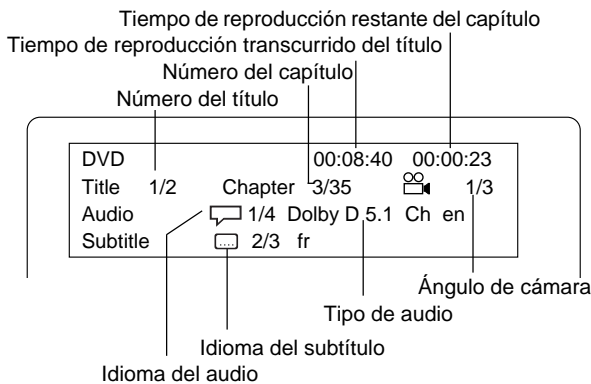 Tiempo de reproducción restante del capítulo
Tiempo de reproducción transcurrido del título
Número del capítulo
Número del título
DVD 00:08:40 00:00:23
Title 1/2 Chapter 3/35 1/3
Audio 1/4 Dolby D 5.1 Ch en
Subtitle 2/3 fr
Ángulo de cámara
Tipo de audio
Idioma del subtítulo
Idioma del audio